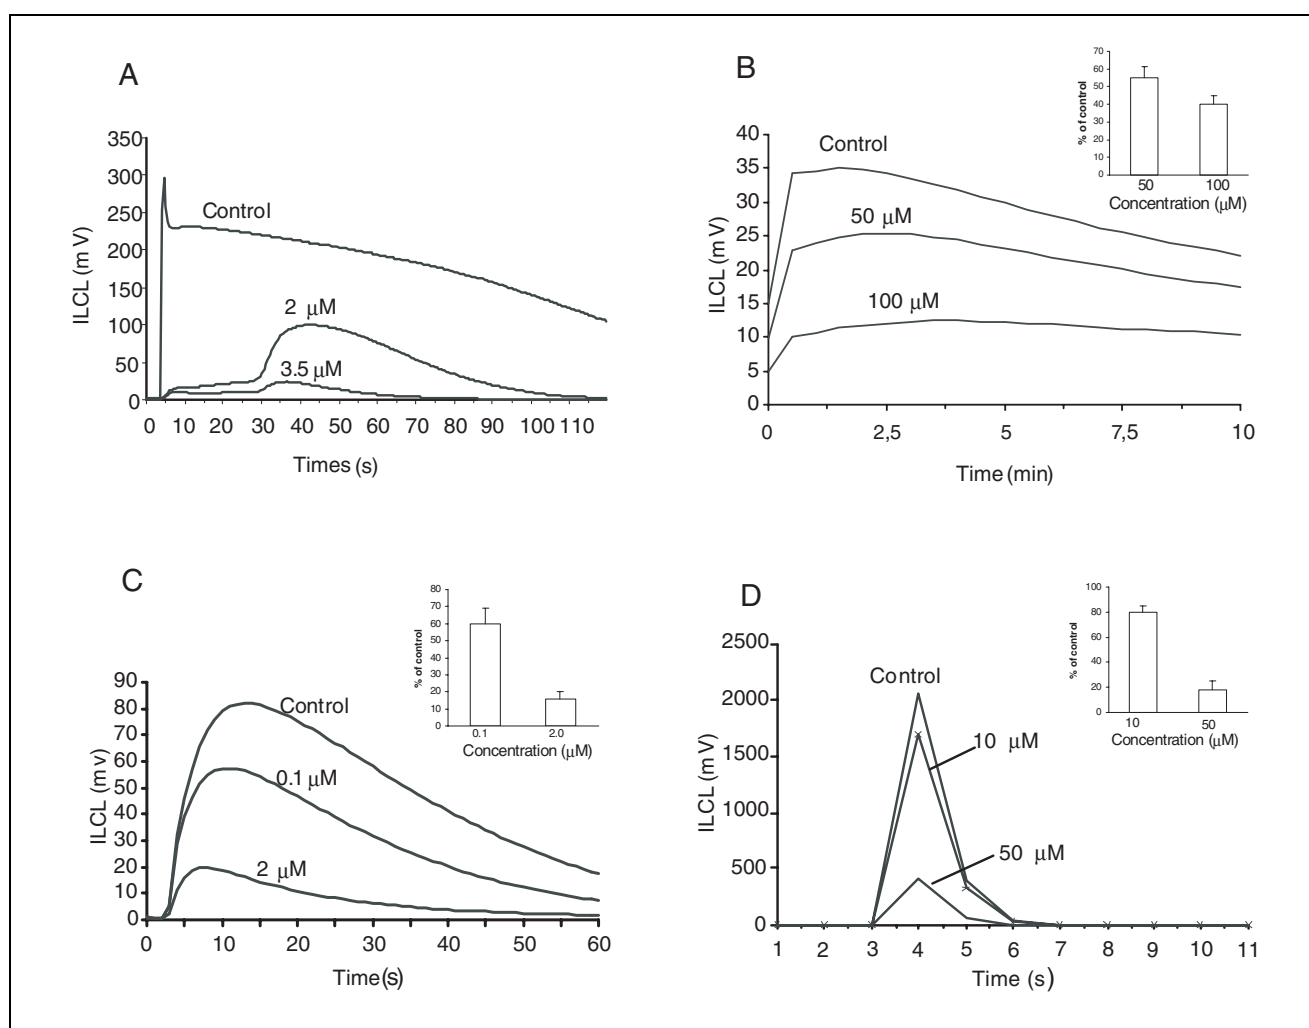 A
350
300
250
200
150
100
50
0
ILCL (mV)
Control
2 µM
3.5 µM
0 10 20 30 40 50 60 70 80 90 100 110
Times (s)
B
40
35
30
25
20
15
10
5
0
ILCL (mV)
Control
50 µM
100 µM
0 2,5 5 7,5 10
Time (min)
70
60
50
40
30
20
10
0
% of control
50 100
Concentration (µM)
C
90
80
70
60
50
40
30
20
10
0
ILCL (mv)
Control
0.1 µM
2 µM
0 10 20 30 40 50 60
Time(s)
80
70
60
50
40
30
20
10
0
% of control
0.1 2.0
Concentration (µM)
D
2500
2000
1500
1000
500
0
ILCL (mV)
Control
10 µM
50 µM
1 2 3 4 5 6 7 8 9 10 11
Time (s)
100
80
60
40
20
0
% of control
10 50
Concentration (µM)